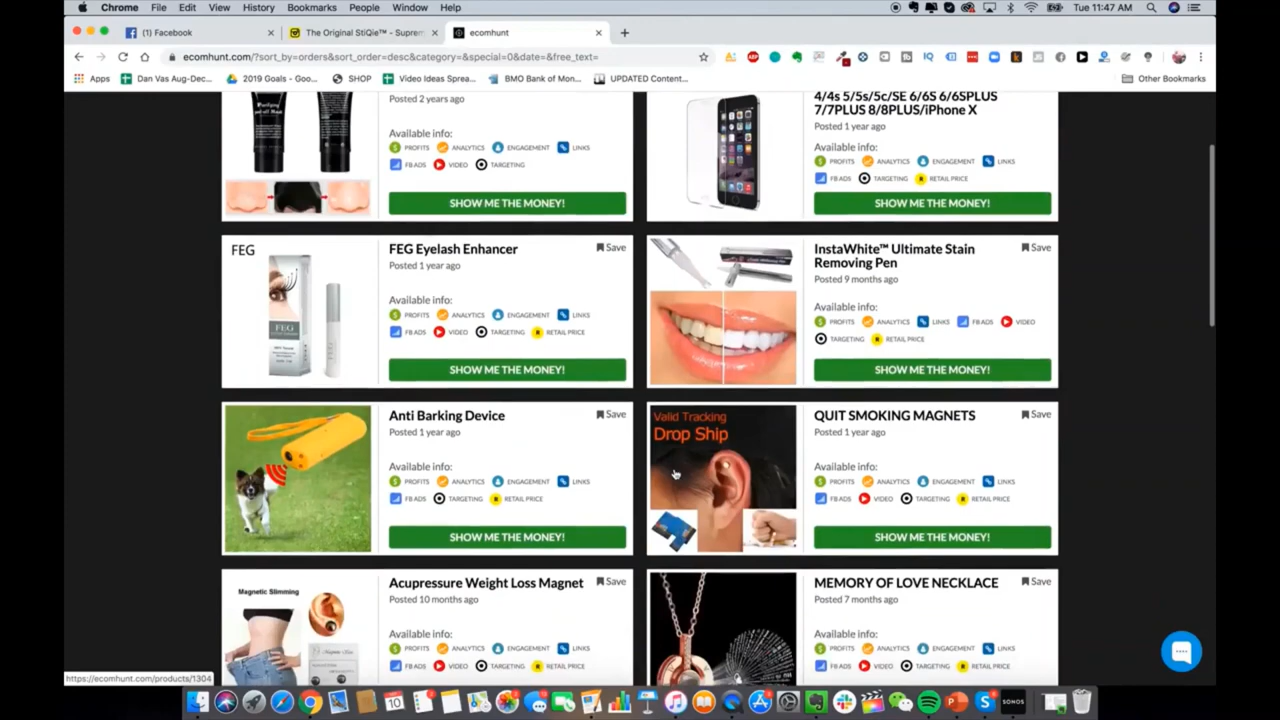 Chrome File Edit View History Bookmarks People Window Help Tue 11:47 AM
(1) Facebook The Original StiQie™ – Suprem ecomhunt
ecomhunt.com/?sort_by=orders&sort_order=desc&category=&special=0&date=&free_text=
Apps Dan Vas Aug-Dec... 2019 Goals - Goo... SHOP Video Ideas Sprea... BMO Bank of Mon... UPDATED Content... Other Bookmarks
Posted 2 years ago
Available info:
PROFITS ANALYTICS ENGAGEMENT LINKS
FB ADS VIDEO TARGETING
SHOW ME THE MONEY!
4/4s 5/5s/5c/SE 6/6S 6/6SPLUS
7/7PLUS 8/8PLUS/iPhone X
Posted 1 year ago
Available info:
PROFITS ANALYTICS ENGAGEMENT LINKS
FB ADS TARGETING RETAIL PRICE
SHOW ME THE MONEY!
FEG
FEG
FEG Eyelash Enhancer Save
Posted 1 year ago
Available info:
PROFITS ANALYTICS ENGAGEMENT LINKS
FB ADS VIDEO TARGETING RETAIL PRICE
SHOW ME THE MONEY!
InstaWhite™ Ultimate Stain Save
Removing Pen
Posted 9 months ago
Available info:
PROFITS ANALYTICS LINKS FB ADS VIDEO
TARGETING RETAIL PRICE
SHOW ME THE MONEY!
Anti Barking Device Save
Posted 1 year ago
Available info:
PROFITS ANALYTICS ENGAGEMENT LINKS
FB ADS TARGETING RETAIL PRICE
SHOW ME THE MONEY!
Valid Tracking
Drop Ship
QUIT SMOKING MAGNETS Save
Posted 1 year ago
Available info:
PROFITS ANALYTICS ENGAGEMENT LINKS
FB ADS VIDEO TARGETING RETAIL PRICE
SHOW ME THE MONEY!
Magnetic Slimming
Acupressure Weight Loss Magnet Save
Posted 10 months ago
Available info:
PROFITS ANALYTICS ENGAGEMENT LINKS
FB ADS VIDEO TARGETING RETAIL PRICE
MEMORY OF LOVE NECKLACE Save
Posted 7 months ago
Available info:
PROFITS ANALYTICS ENGAGEMENT LINKS
FB ADS VIDEO TARGETING RETAIL PRICE
https://ecomhunt.com/products/1304
10
SONOS